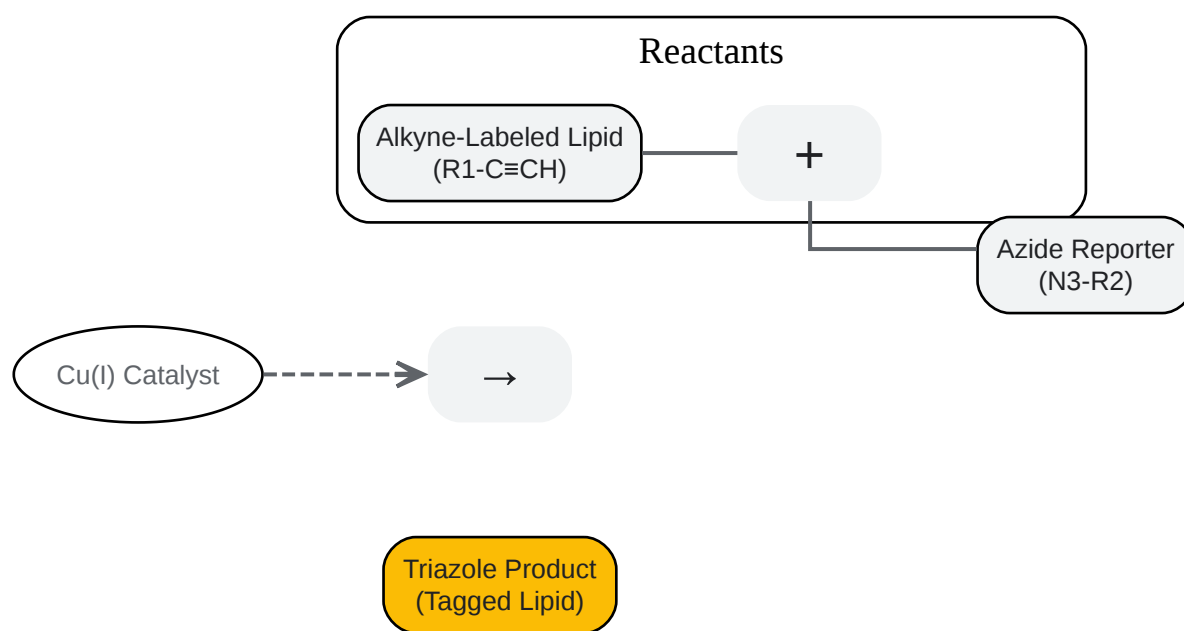 Reactants
Alkyne-Labeled Lipid
(R1-C≡CH)
+
Azide Reporter
(N3-R2)
Cu(I) Catalyst
→
Triazole Product
(Tagged Lipid)